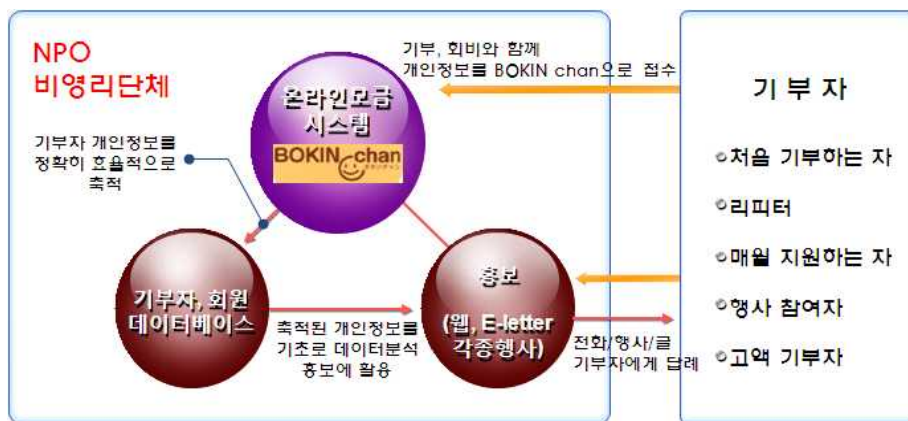 NPO
비영리단체
기부, 회비와 함께
개인정보를 BOKIN chan으로 접수
온라인모금
시스템
BOKIN chan
기부자 개인정보를
정확히 효율적으로
축적
기부자, 회원
데이터베이스
축적된 개인정보를
기초로 데이터분석
홍보에 활용
홍보
(웹, E-letter
각종행사)
전화/행사/글
기부자에게 답례
기 부 자
처음 기부하는 자
리피터
매월 지원하는 자
행사 참여자
고액 기부자